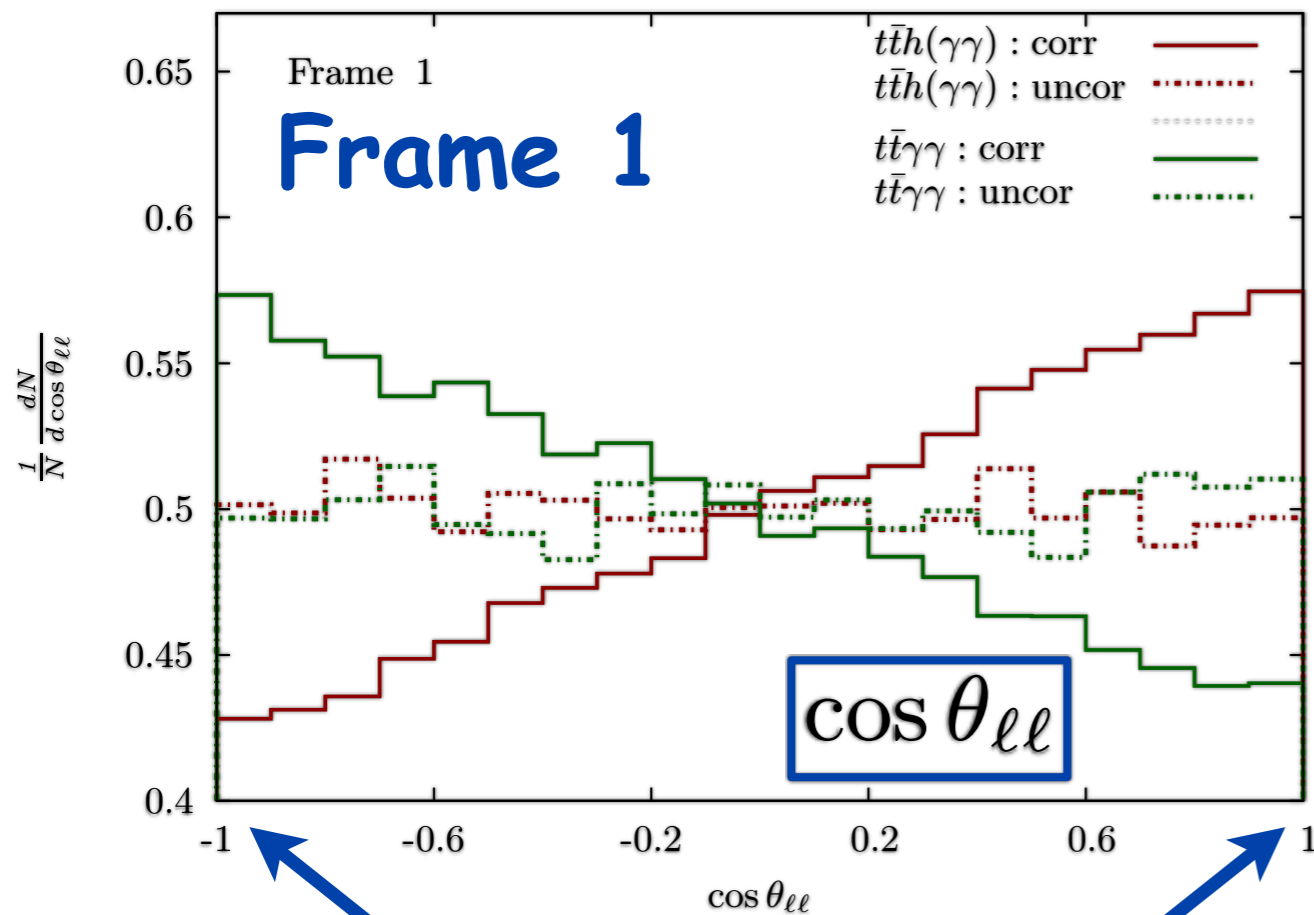 Frame 1
Frame 1
tt̄h(γγ) : corr
tt̄h(γγ) : uncor
tt̄γγ : corr
tt̄γγ : uncor
0.65
0.6
0.55
0.5
0.45
0.4
1/N dN/d cos θℓℓ
cos θℓℓ
-1 -0.6 -0.2 0.2 0.6 1
cos θℓℓ